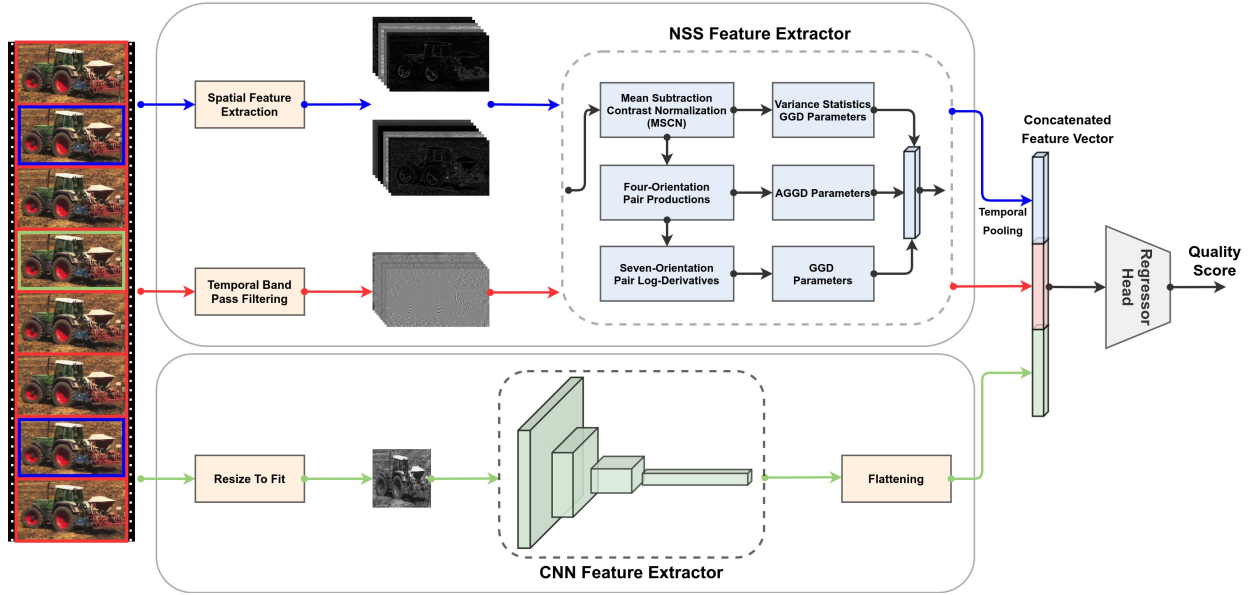 NSS Feature Extractor
Spatial Feature
Extraction
Mean Subtraction
Contrast Normalization
(MSCN)
Variance Statistics
GGD Parameters
Four-Orientation
Pair Productions
AGGD Parameters
Seven-Orientation
Pair Log-Derivatives
GGD
Parameters
Temporal Band
Pass Filtering
Concatenated
Feature Vector
Temporal
Pooling
Regressor
Head
Quality
Score
Resize To Fit
Flattening
CNN Feature Extractor